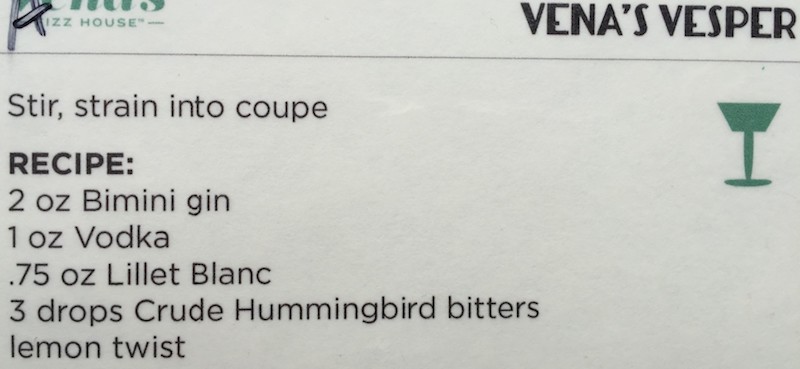 VENA'S VESPER
IZZ HOUSE™
Stir, strain into coupe
RECIPE:
2 oz Bimini gin
1 oz Vodka
.75 oz Lillet Blanc
3 drops Crude Hummingbird bitters
lemon twist